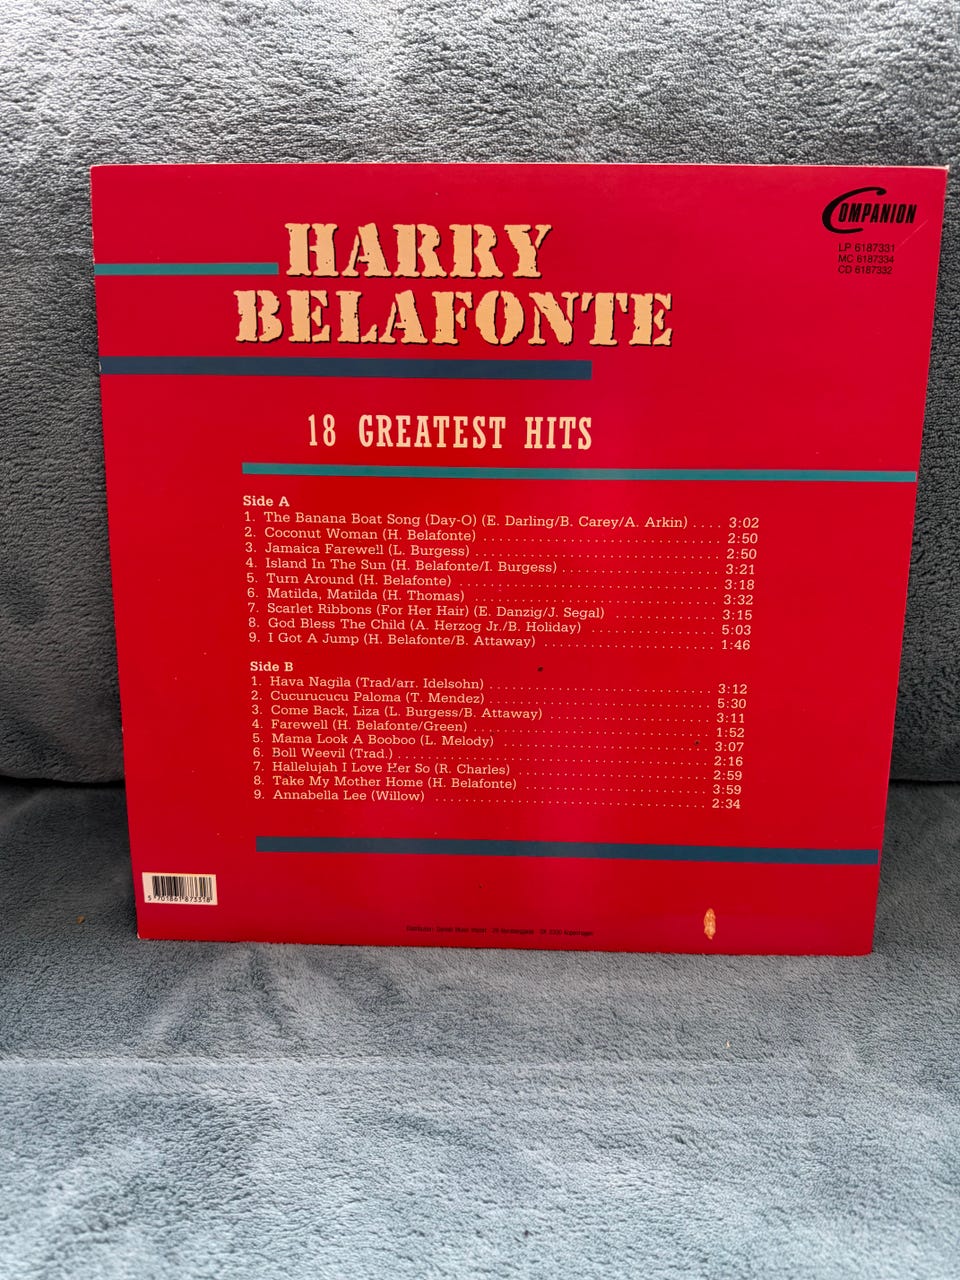 COMPANION
LP 6187331
MC 6187334
CD 6187332
HARRY
BELAFONTE
18 GREATEST HITS
Side A
1. The Banana Boat Song (Day-O) (E. Darling/B. Carey/A. Arkin) .... 3:02
2. Coconut Woman (H. Belafonte) .... 2:50
3. Jamaica Farewell (L. Burgess) .... 2:50
4. Island In The Sun (H. Belafonte/I. Burgess) .... 3:21
5. Turn Around (H. Belafonte) .... 3:18
6. Matilda, Matilda (H. Thomas) .... 3:32
7. Scarlet Ribbons (For Her Hair) (E. Danzig/J. Segal) .... 3:15
8. God Bless The Child (A. Herzog Jr./B. Holiday) .... 5:03
9. I Got A Jump (H. Belafonte/B. Attaway) .... 1:46
Side B
1. Hava Nagila (Trad/arr. Idelsohn) .... 3:12
2. Cucurucucu Paloma (T. Mendez) .... 5:30
3. Come Back, Liza (L. Burgess/B. Attaway) .... 3:11
4. Farewell (H. Belafonte/Green) .... 1:52
5. Mama Look A Booboo (L. Melody) .... 3:07
6. Boll Weevil (Trad.) .... 2:16
7. Hallelujah I Love Her So (R. Charles) .... 2:59
8. Take My Mother Home (H. Belafonte) .... 3:59
9. Annabella Lee (Willow) .... 2:34
5 701861 873318